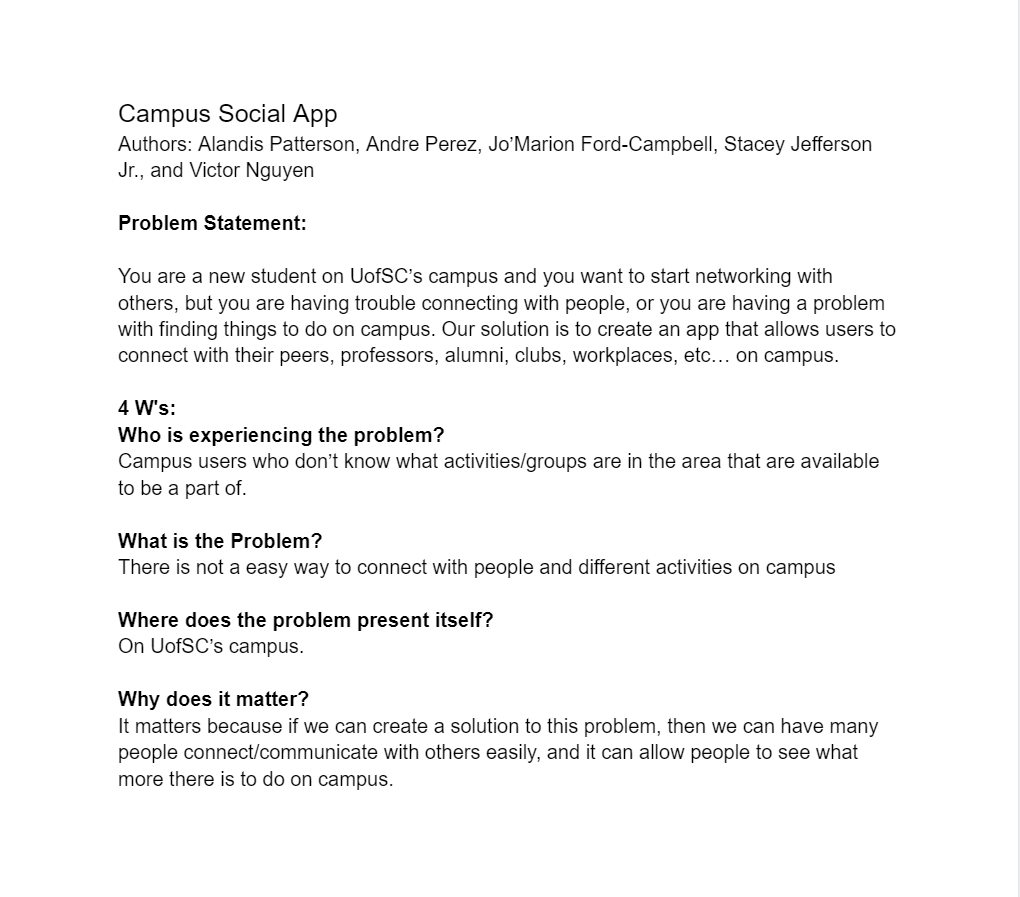 Campus Social App
Authors: Alandis Patterson, Andre Perez, Jo’Marion Ford-Campbell, Stacey Jefferson
Jr., and Victor Nguyen
Problem Statement:
You are a new student on UofSC’s campus and you want to start networking with
others, but you are having trouble connecting with people, or you are having a problem
with finding things to do on campus. Our solution is to create an app that allows users to
connect with their peers, professors, alumni, clubs, workplaces, etc… on campus.
4 W's:
Who is experiencing the problem?
Campus users who don’t know what activities/groups are in the area that are available
to be a part of.
What is the Problem?
There is not a easy way to connect with people and different activities on campus
Where does the problem present itself?
On UofSC’s campus.
Why does it matter?
It matters because if we can create a solution to this problem, then we can have many
people connect/communicate with others easily, and it can allow people to see what
more there is to do on campus.